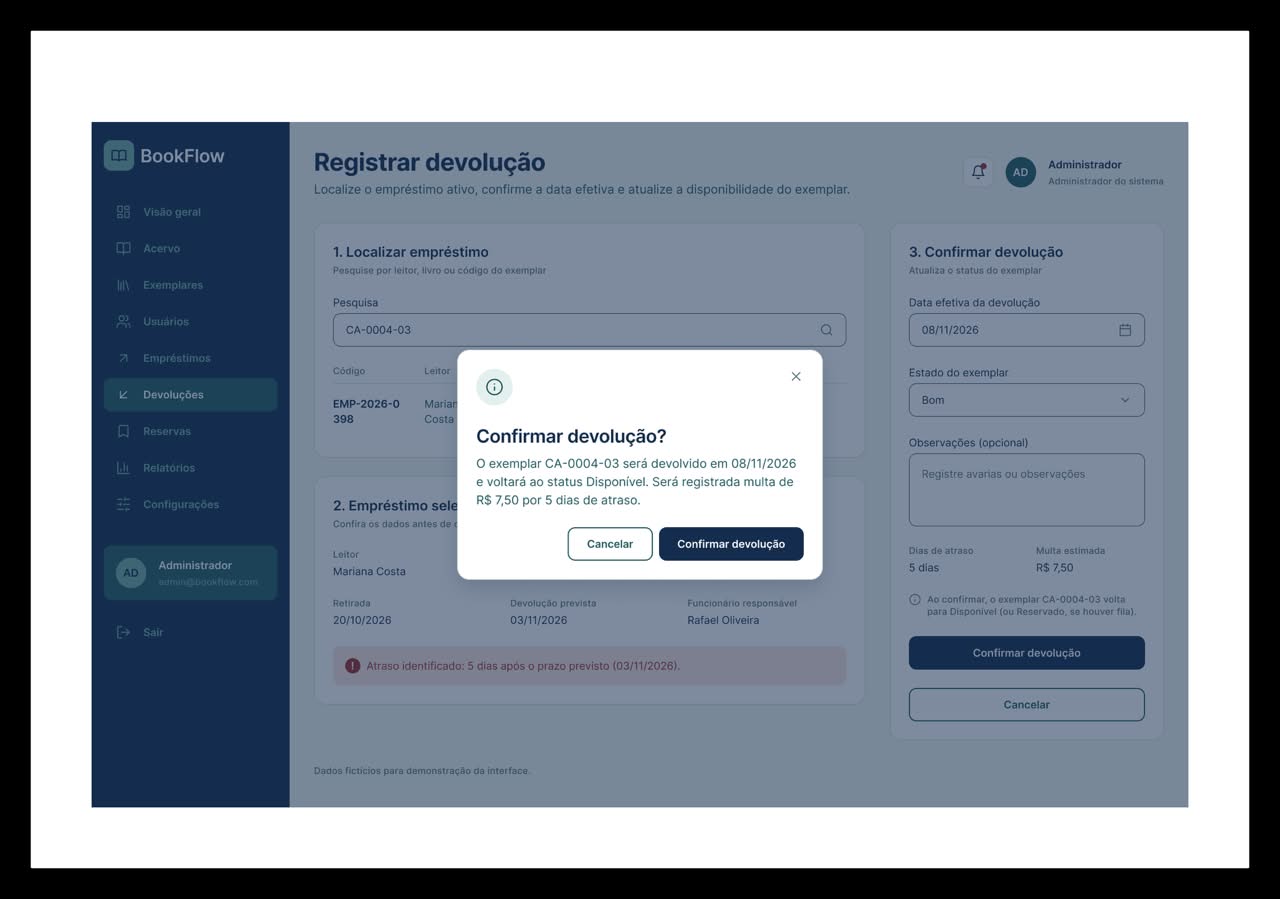 BookFlow
Visão geral
Acervo
Exemplares
Usuários
Empréstimos
Devoluções
Reservas
Relatórios
Configurações
AD
Administrador
admin@bookflow.com
Sair
Registrar devolução
Localize o empréstimo ativo, confirme a data efetiva e atualize a disponibilidade do exemplar.
AD
Administrador
Administrador do sistema
1. Localizar empréstimo
Pesquise por leitor, livro ou código do exemplar
Pesquisa
CA-0004-03
Código Leitor
EMP-2026-0
398
Costa
2. Empréstimo
Confira os dados antes de
Leitor
Mariana Costa
Retirada Devolução prevista Funcionário responsável
20/10/2026 03/11/2026 Rafael Oliveira
Atraso identificado: 5 dias após o prazo previsto (03/11/2026).
Dados fictícios para demonstração da interface.
3. Confirmar devolução
Atualiza o status do exemplar
Data efetiva da devolução
08/11/2026
Estado do exemplar
Bom
Observações (opcional)
Registre avarias ou observações
Dias de atraso Multa estimada
5 dias R$ 7,50
Ao confirmar, o exemplar CA-0004-03 volta
para Disponível (ou Reservado, se houver fila).
Confirmar devolução
Cancelar
Confirmar devolução?
O exemplar CA-0004-03 será devolvido em 08/11/2026
e voltará ao status Disponível. Será registrada multa de
R$ 7,50 por 5 dias de atraso.
Cancelar
Confirmar devolução